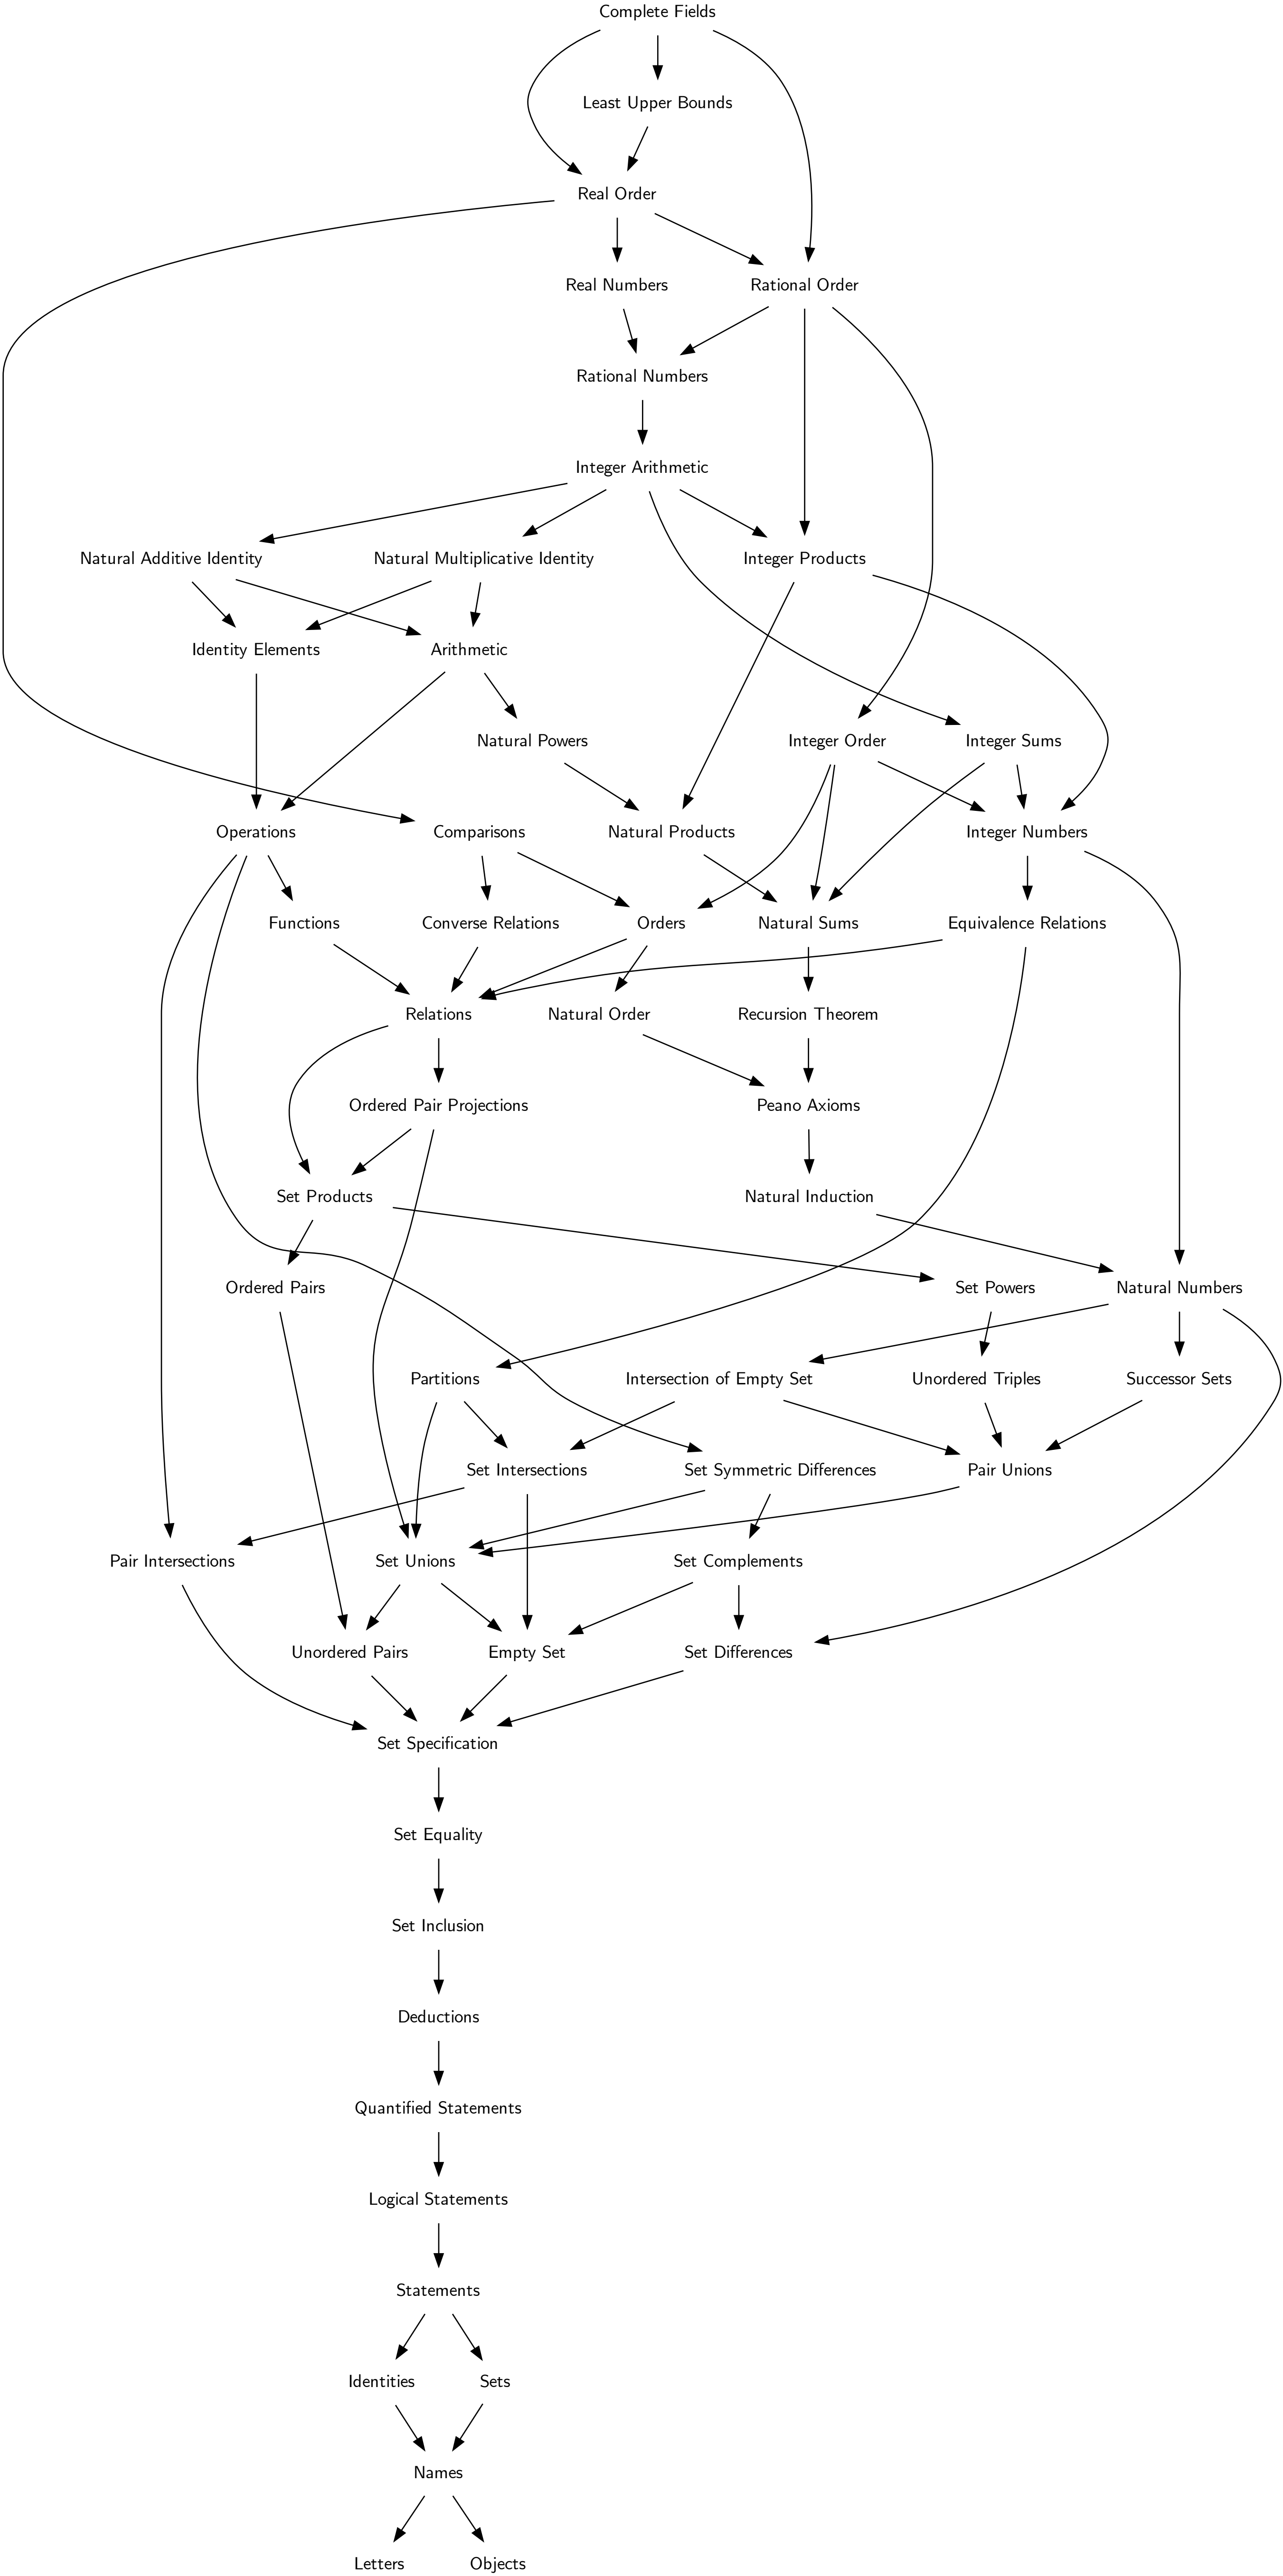 Complete Fields
Least Upper Bounds
Real Order
Real Numbers
Rational Order
Rational Numbers
Integer Arithmetic
Natural Additive Identity
Natural Multiplicative Identity
Integer Products
Identity Elements
Arithmetic
Natural Powers
Integer Order
Integer Sums
Operations
Comparisons
Natural Products
Integer Numbers
Functions
Converse Relations
Orders
Natural Sums
Equivalence Relations
Relations
Natural Order
Recursion Theorem
Ordered Pair Projections
Peano Axioms
Set Products
Natural Induction
Ordered Pairs
Set Powers
Natural Numbers
Partitions
Intersection of Empty Set
Unordered Triples
Successor Sets
Set Intersections
Set Symmetric Differences
Pair Unions
Pair Intersections
Set Unions
Set Complements
Unordered Pairs
Empty Set
Set Differences
Set Specification
Set Equality
Set Inclusion
Deductions
Quantified Statements
Logical Statements
Statements
Identities
Sets
Names
Letters
Objects